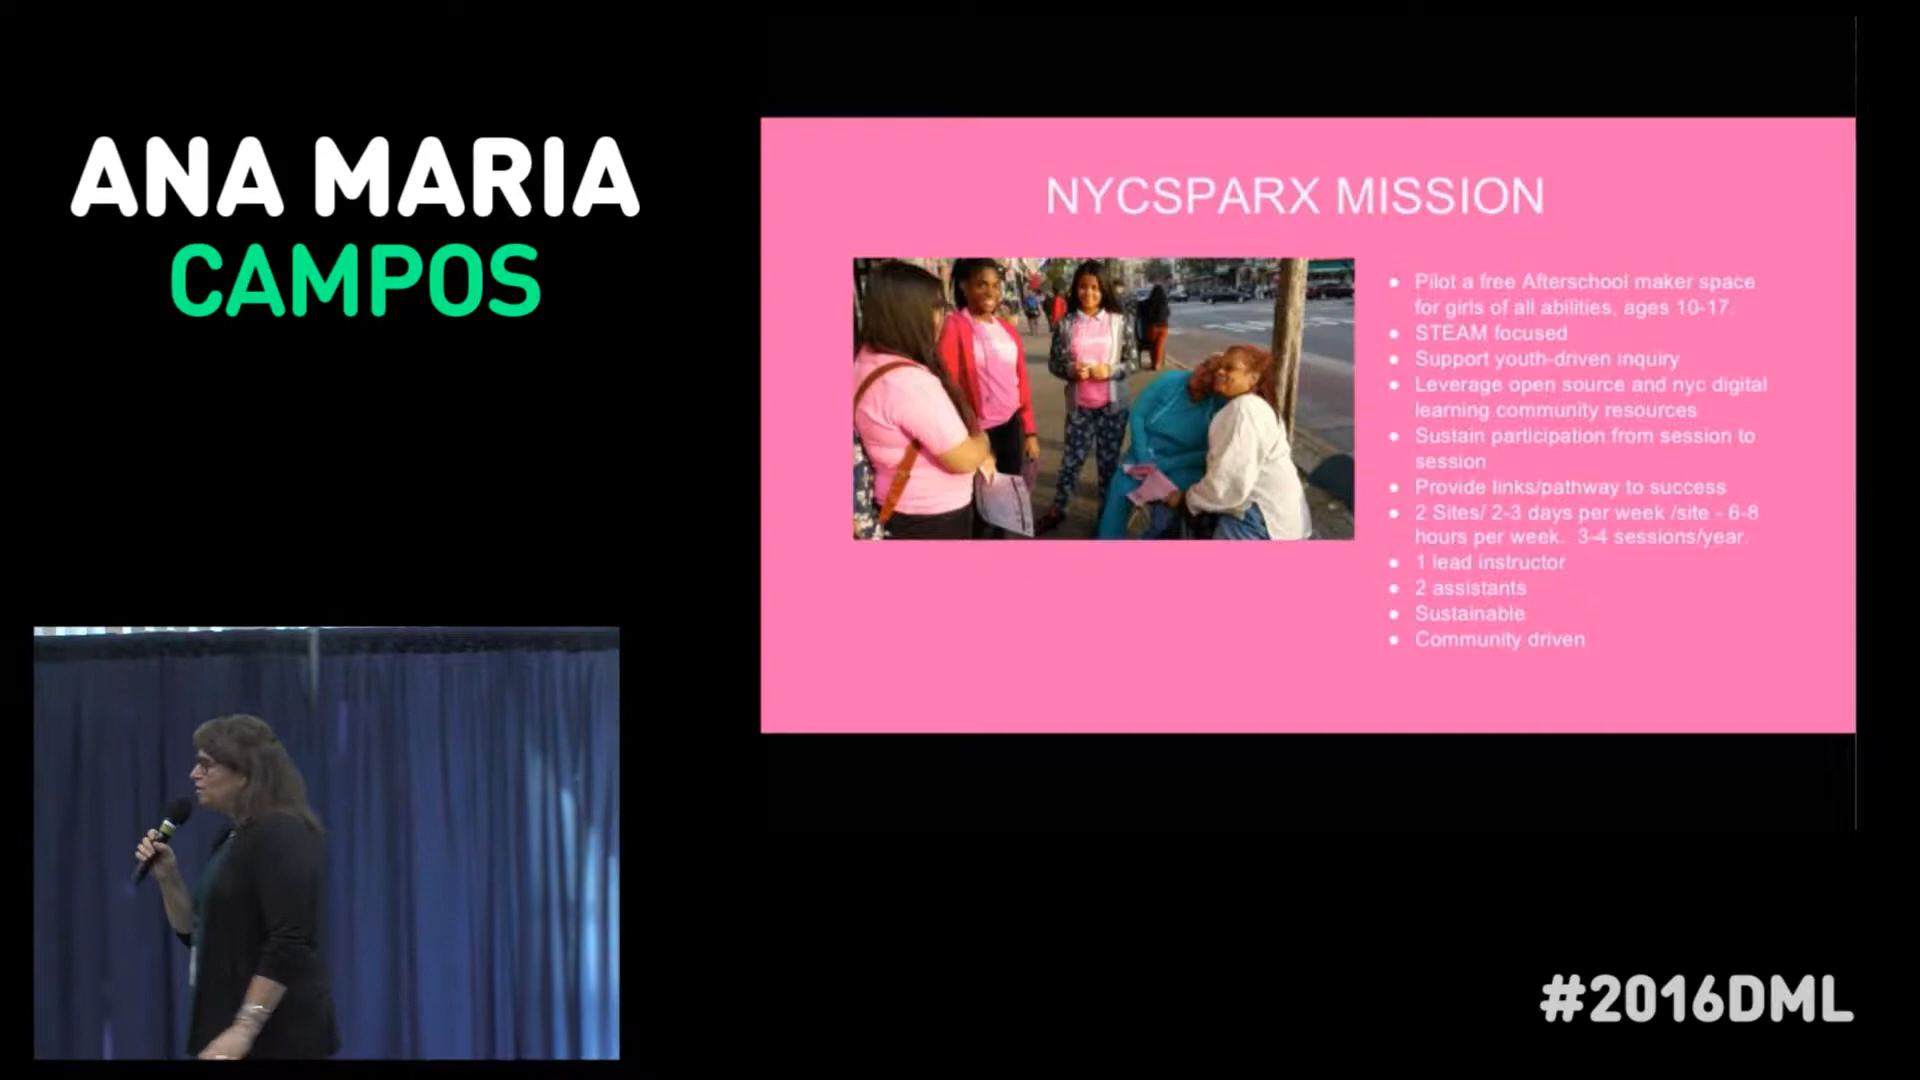 ANA MARIA
CAMPOS
NYCSPARX MISSION
● Pilot a free Afterschool maker space
for girls of all abilities, ages 10-17.
● STEAM focused
● Support youth-driven inquiry
● Leverage open source and nyc digital
learning community resources
● Sustain participation from session to
session
● Provide links/pathway to success
● 2 Sites/ 2-3 days per week /site - 6-8
hours per week. 3-4 sessions/year.
● 1 lead instructor
● 2 assistants
● Sustainable
● Community driven
#2016DML